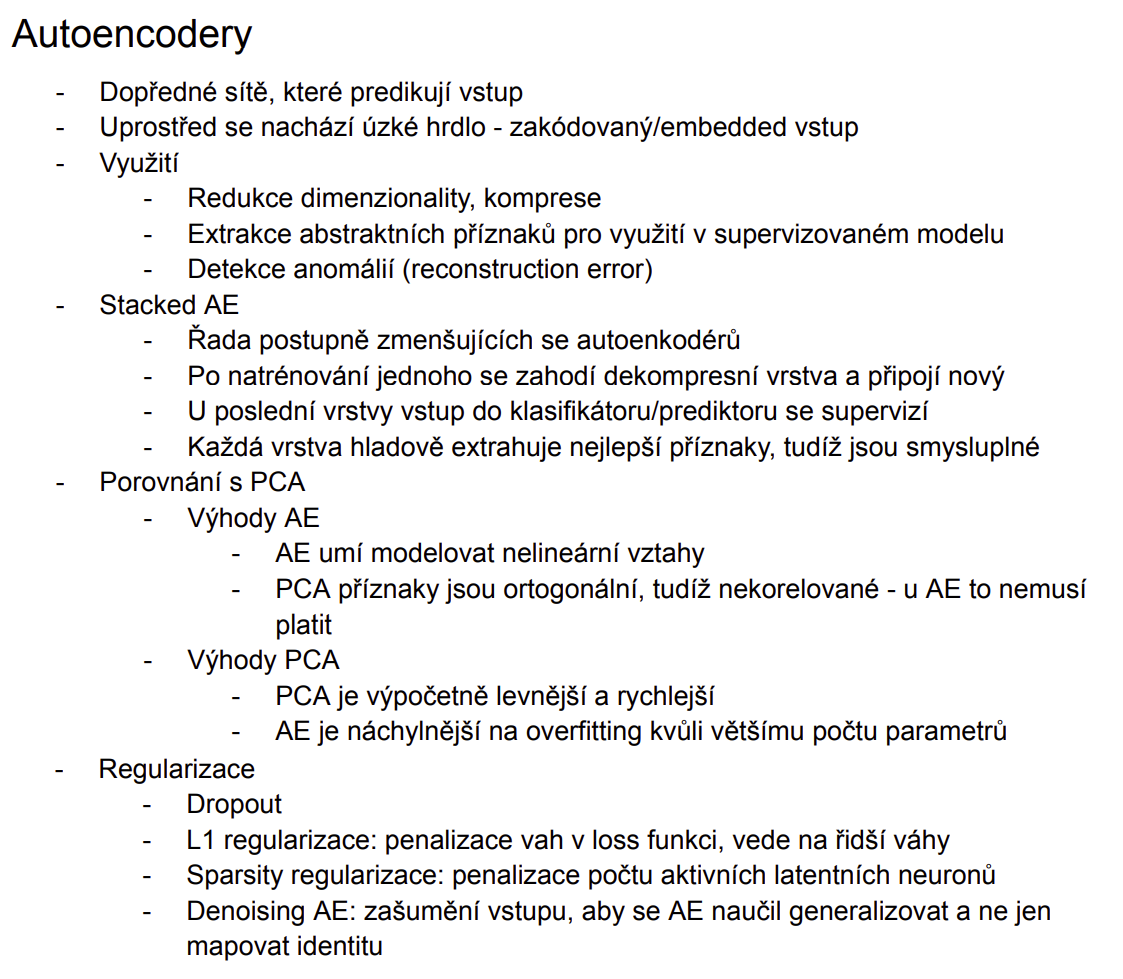 Autoencodery
- Dopředné sítě, které predikují vstup
- Uprostřed se nachází úzké hrdlo - zakódovaný/embedded vstup
- Využití
- Redukce dimenzionality, komprese
- Extrakce abstraktních příznaků pro využití v supervizovaném modelu
- Detekce anomálií (reconstruction error)
- Stacked AE
- Řada postupně zmenšujících se autoenkodérů
- Po natrénování jednoho se zahodí dekompresní vrstva a připojí nový
- U poslední vrstvy vstup do klasifikátoru/prediktoru se supervizí
- Každá vrstva hladově extrahuje nejlepší příznaky, tudíž jsou smysluplné
- Porovnání s PCA
- Výhody AE
- AE umí modelovat nelineární vztahy
- PCA příznaky jsou ortogonální, tudíž nekorelované - u AE to nemusí
platit
- Výhody PCA
- PCA je výpočetně levnější a rychlejší
- AE je náchylnější na overfitting kvůli většímu počtu parametrů
- Regularizace
- Dropout
- L1 regularizace: penalizace vah v loss funkci, vede na řidší váhy
- Sparsity regularizace: penalizace počtu aktivních latentních neuronů
- Denoising AE: zašumění vstupu, aby se AE naučil generalizovat a ne jen
mapovat identitu